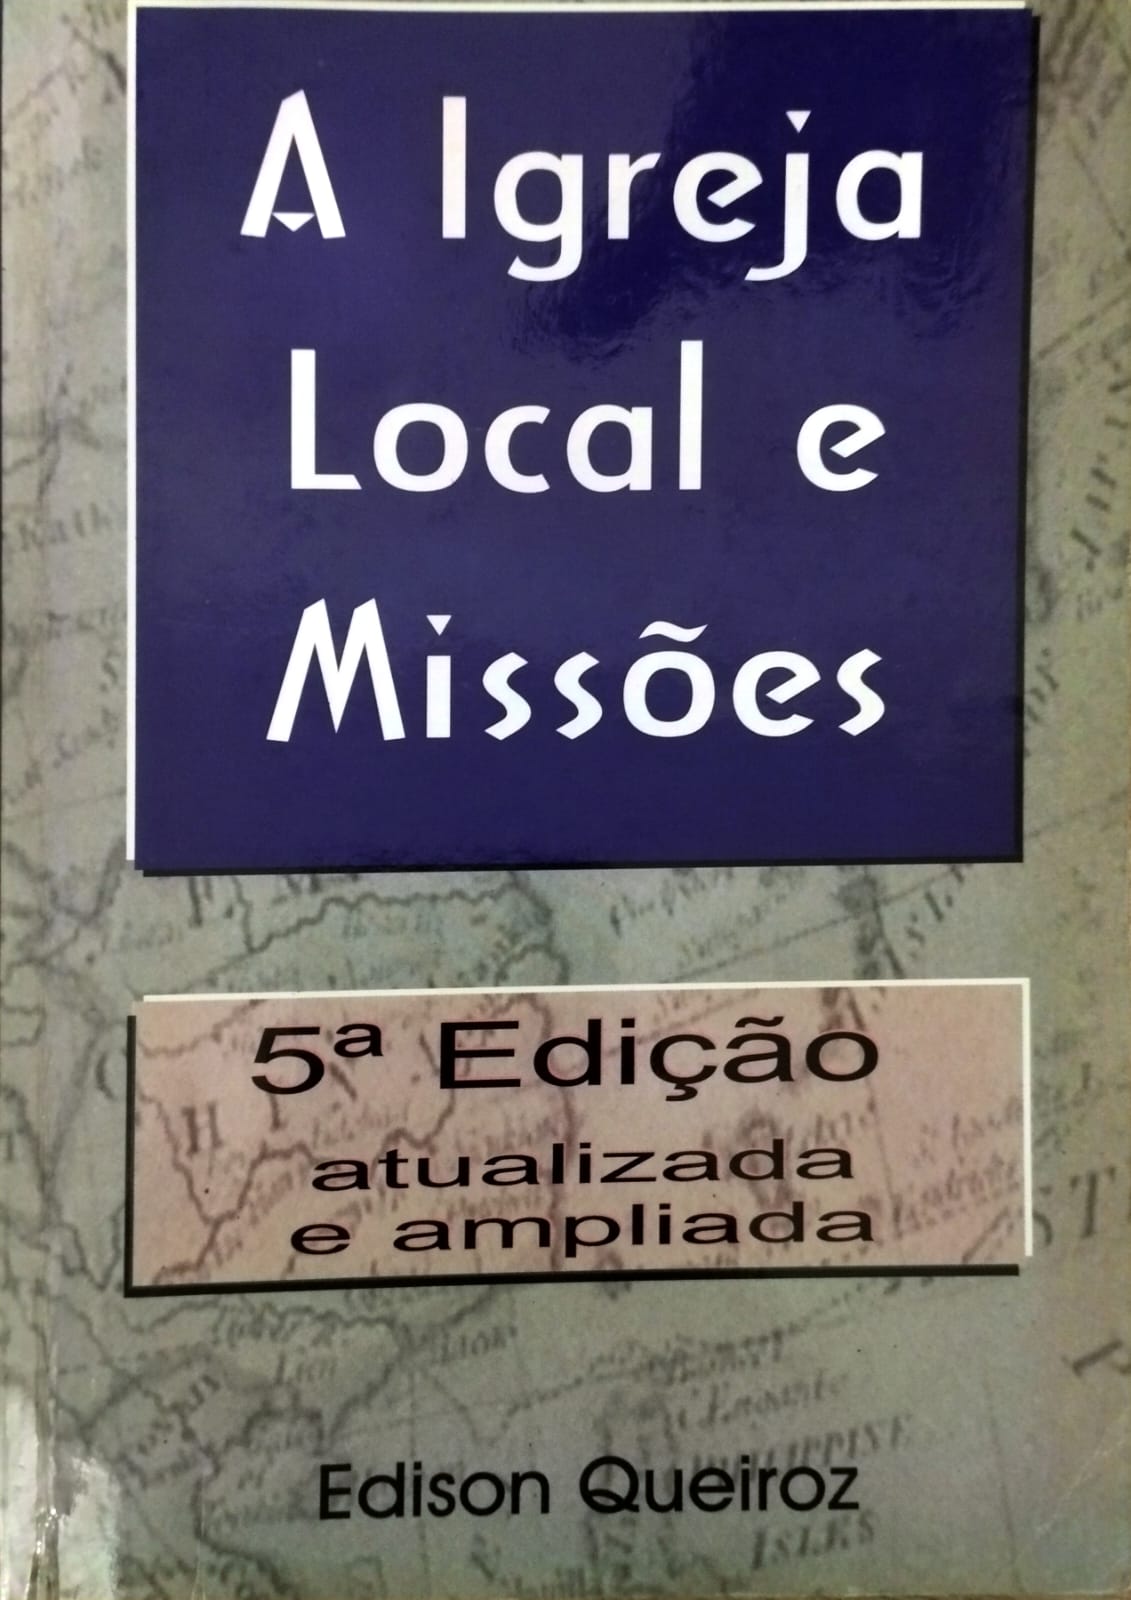 A Igreja
Local e
Missões
5ª Edição
atualizada
e ampliada
Edison Queiroz